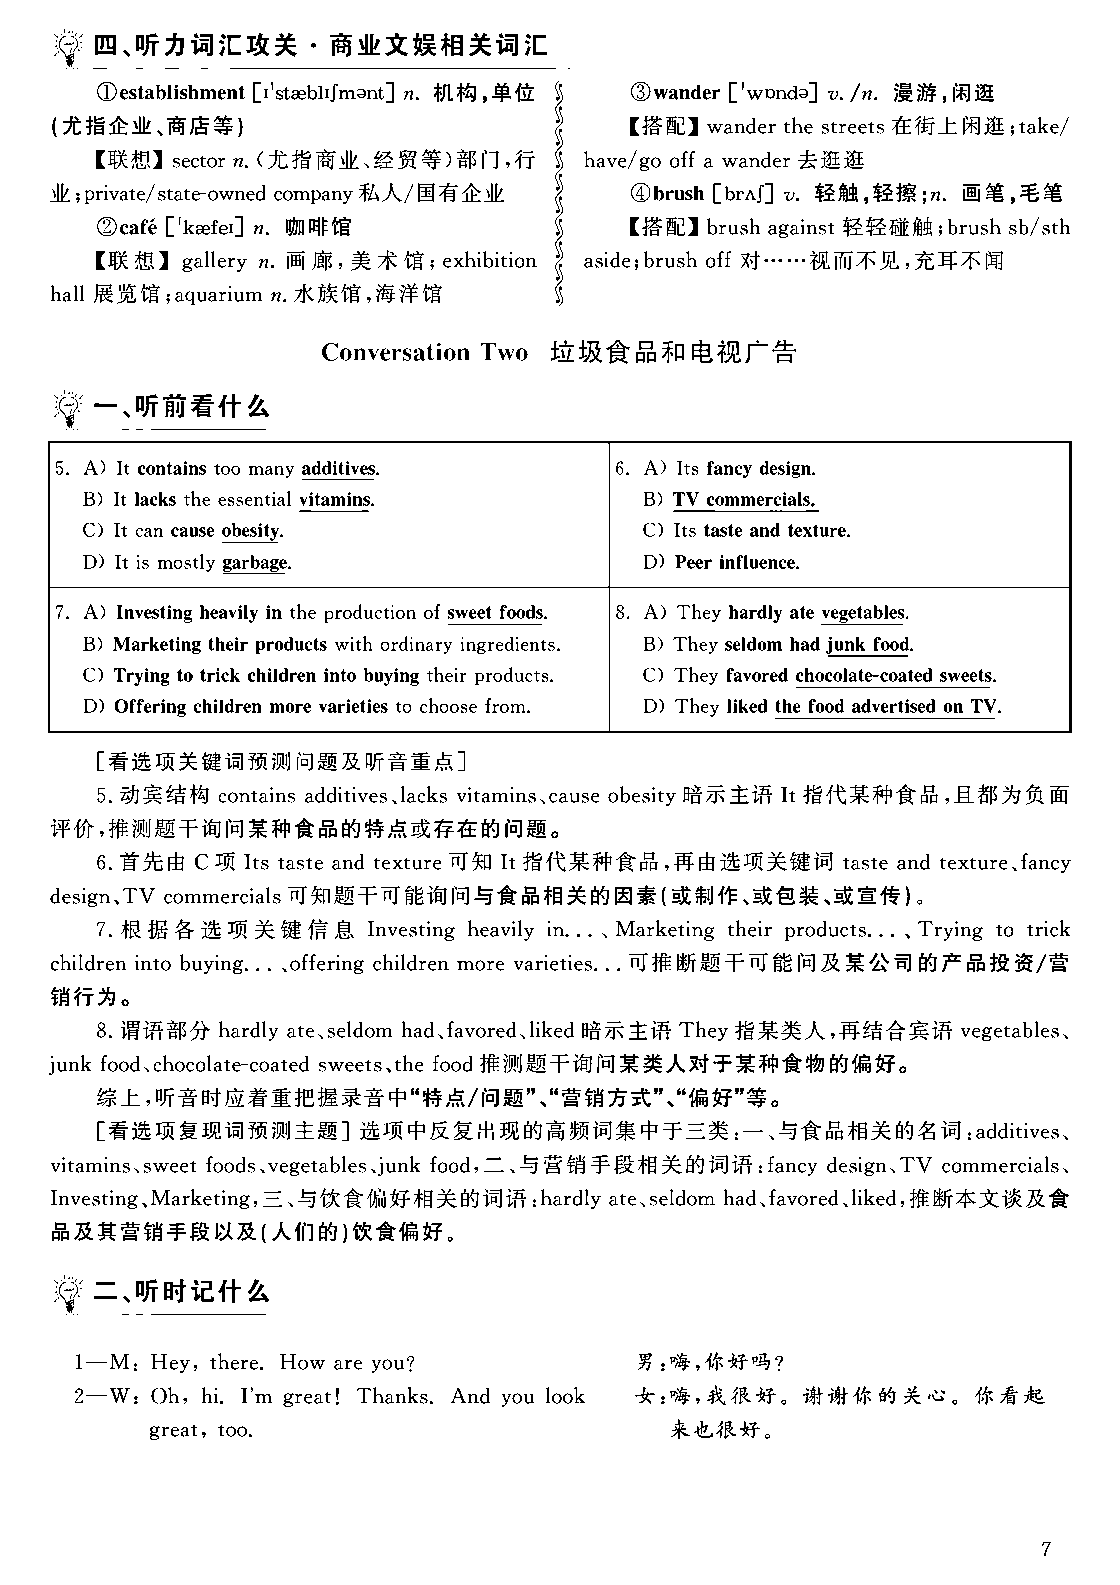 四、听力词汇攻关·商业文娱相关词汇
①establishment [ɪˈstæblɪʃmənt] n. 机构,单位
(尤指企业、商店等)
【联想】sector n.(尤指商业、经贸等)部门,行
业;private/state-owned company 私人/国有企业
②café [ˈkæfeɪ] n. 咖啡馆
【联想】gallery n. 画廊,美术馆;exhibition
hall 展览馆;aquarium n. 水族馆,海洋馆
③wander [ˈwɒndə] v./n. 漫游,闲逛
【搭配】wander the streets 在街上闲逛;take/
have/go off a wander 去逛逛
④brush [brʌʃ] v. 轻触,轻擦;n. 画笔,毛笔
【搭配】brush against 轻轻碰触;brush sb/sth
aside;brush off 对……视而不见,充耳不闻
Conversation Two 垃圾食品和电视广告
一、听前看什么
5. A) It contains too many additives.
B) It lacks the essential vitamins.
C) It can cause obesity.
D) It is mostly garbage.
6. A) Its fancy design.
B) TV commercials.
C) Its taste and texture.
D) Peer influence.
7. A) Investing heavily in the production of sweet foods.
B) Marketing their products with ordinary ingredients.
C) Trying to trick children into buying their products.
D) Offering children more varieties to choose from.
8. A) They hardly ate vegetables.
B) They seldom had junk food.
C) They favored chocolate-coated sweets.
D) They liked the food advertised on TV.
[看选项关键词预测问题及听音重点]
5. 动宾结构 contains additives、lacks vitamins、cause obesity 暗示主语 It 指代某种食品,且都为负面
评价,推测题干询问某种食品的特点或存在的问题。
6. 首先由 C 项 Its taste and texture 可知 It 指代某种食品,再由选项关键词 taste and texture、fancy
design、TV commercials 可知题干可能询问与食品相关的因素(或制作、或包装、或宣传)。
7. 根据各选项关键信息 Investing heavily in...、Marketing their products...、Trying to trick
children into buying...、offering children more varieties... 可推断题干可能问及某公司的产品投资/营
销行为。
8. 谓语部分 hardly ate、seldom had、favored、liked 暗示主语 They 指某类人,再结合宾语 vegetables、
junk food、chocolate-coated sweets、the food 推测题干询问某类人对于某种食物的偏好。
综上,听音时应着重把握录音中“特点/问题”、“营销方式”、“偏好”等。
[看选项复现词预测主题] 选项中反复出现的高频词集中于三类:一、与食品相关的名词:additives、
vitamins、sweet foods、vegetables、junk food,二、与营销手段相关的词语:fancy design、TV commercials、
Investing、Marketing,三、与饮食偏好相关的词语:hardly ate、seldom had、favored、liked,推断本文谈及食
品及其营销手段以及(人们的)饮食偏好。
二、听时记什么
1—M: Hey, there. How are you?
男:嗨,你好吗?
2—W: Oh, hi. I'm great! Thanks. And you look
女:嗨,我很好。谢谢你的关心。你看起
great, too.
来也很好。
7